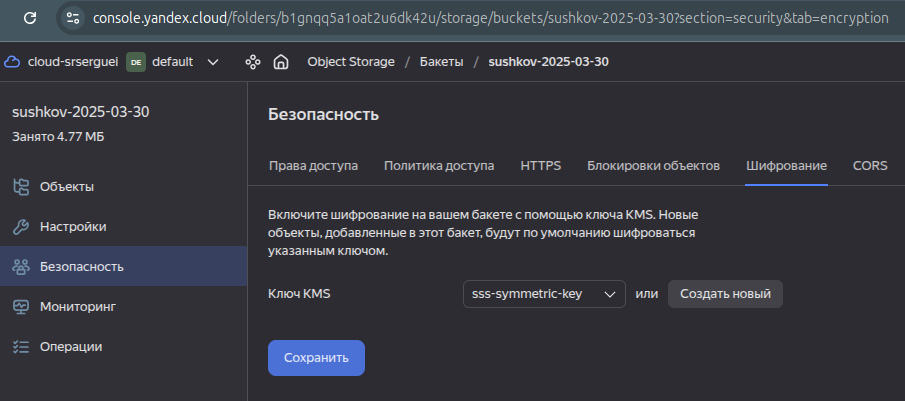 console.yandex.cloud/folders/b1gnqq5a1oat2u6dk42u/storage/buckets/sushkov-2025-03-30?section=security&tab=encryption
cloud-srserguel DE default Object Storage / Бакеты / sushkov-2025-03-30
sushkov-2025-03-30
Занято 4.77 МБ
Объекты
Настройки
Безопасность
Мониторинг
Операции
Безопасность
Права доступа Политика доступа HTTPS Блокировки объектов Шифрование CORS
Включите шифрование на вашем бакете с помощью ключа KMS. Новые
объекты, добавленные в этот бакет, будут по умолчанию шифроваться
указанным ключом.
Ключ KMS sss-symmetric-key или Создать новый
Сохранить